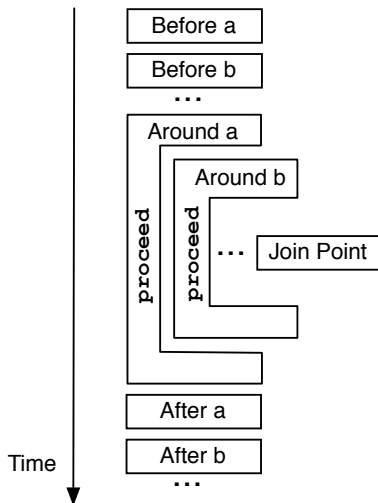 Before a
Before b
...
Around a
Around b
proceed
proceed
...
Join Point
After a
After b
Time
...